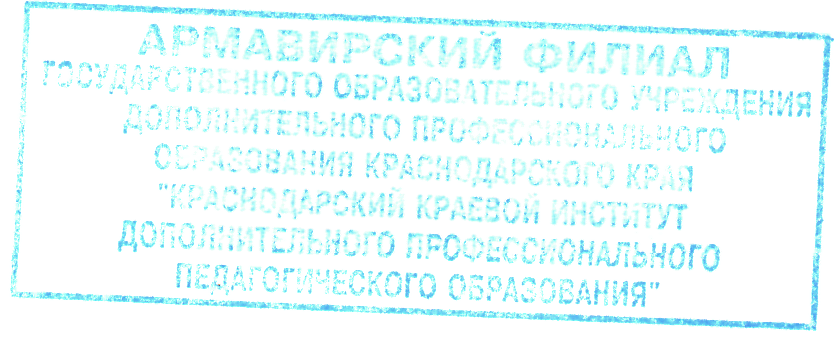 АРМАВИРСКИЙ ФИЛИАЛ
ГОСУДАРСТВЕННОГО ОБРАЗОВАТЕЛЬНОГО УЧРЕЖДЕНИЯ
ДОПОЛНИТЕЛЬНОГО ПРОФЕССИОНАЛЬНОГО
ОБРАЗОВАНИЯ КРАСНОДАРСКОГО КРАЯ
"КРАСНОДАРСКИЙ КРАЕВОЙ ИНСТИТУТ
ДОПОЛНИТЕЛЬНОГО ПРОФЕССИОНАЛЬНОГО
ПЕДАГОГИЧЕСКОГО ОБРАЗОВАНИЯ"